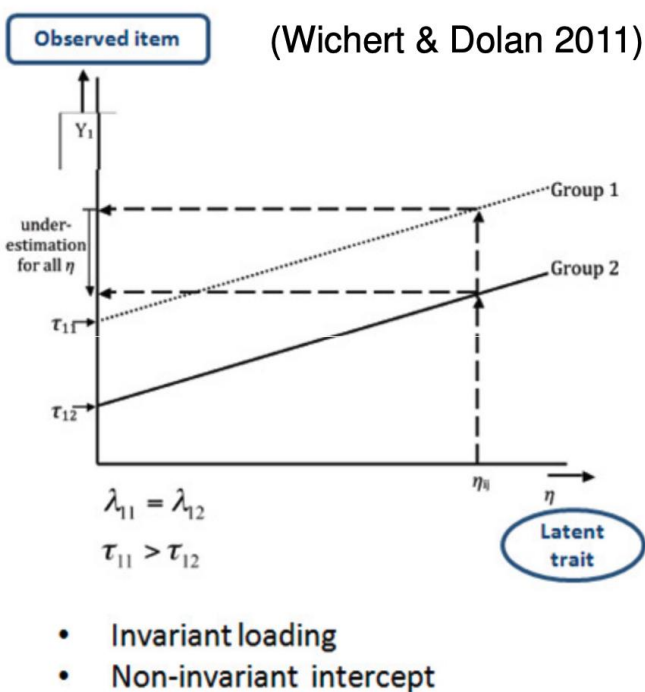 Observed item
(Wichert & Dolan 2011)
Y₁
Group 1
under-
estimation
for all η
Group 2
τ₁₁
τ₁₂
ηᵢⱼ
η
λ₁₁ = λ₁₂
τ₁₁ > τ₁₂
Latent
trait
• Invariant loading
• Non-invariant intercept